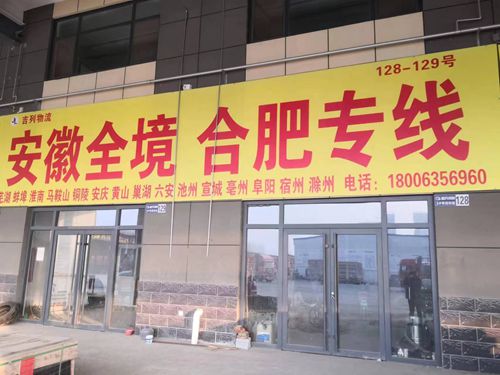 吉列物流
128-129号
安徽全境 合肥专线
芜湖 蚌埠 淮南 马鞍山 铜陵 安庆 黄山 巢湖 六安 池州 宣城 亳州 阜阳 宿州 滁州 电话：18006356960
129
128